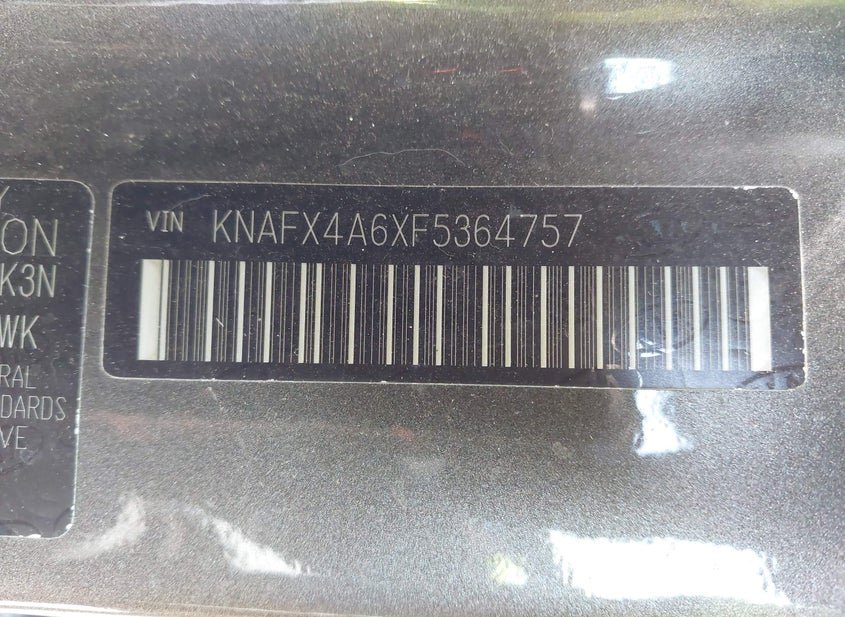 Y
ON
K3N
WK
RAL
DARDS
VE
VIN KNAFX4A6XF5364757